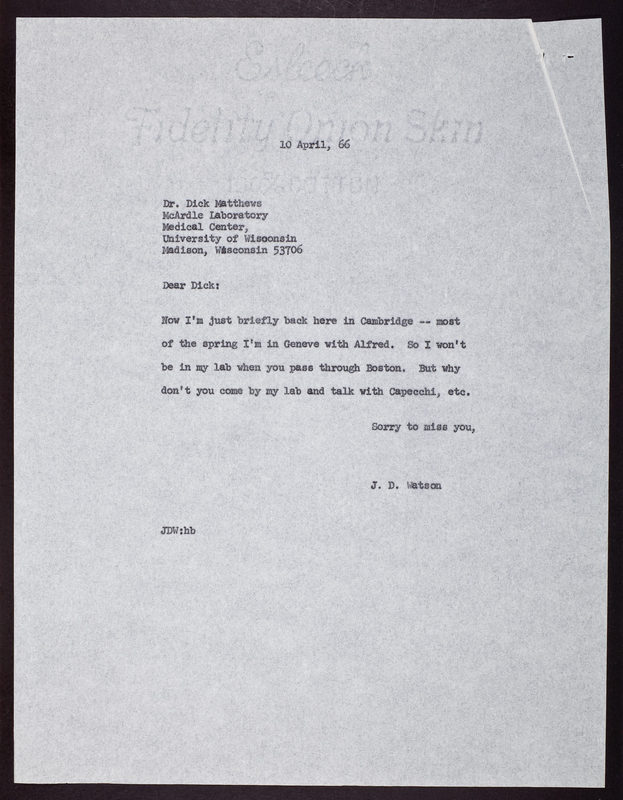 Fidelity Onion Skin
10 April, 66
Dr. Dick Matthews
McArdle Laboratory
Medical Center,
University of Wisconsin
Madison, Wisconsin 53706
Dear Dick:
Now I'm just briefly back here in Cambridge -- most
of the spring I'm in Geneve with Alfred. So I won't
be in my lab when you pass through Boston. But why
don't you come by my lab and talk with Capecchi, etc.
Sorry to miss you,
J. D. Watson
JDW:hb